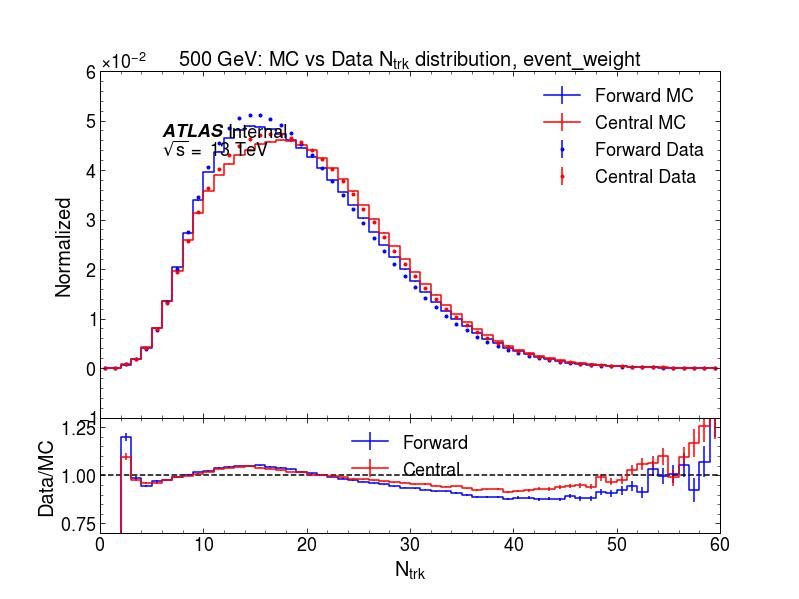 ×10⁻² 500 GeV: MC vs Data Ntrk distribution, event_weight
6
5
4
3
2
1
0
−1
Normalized
ATLAS Internal
√s = 13 TeV
Forward MC
Central MC
Forward Data
Central Data
1.25
1.00
0.75
Data/MC
Forward
Central
0 10 20 30 40 50 60
Ntrk